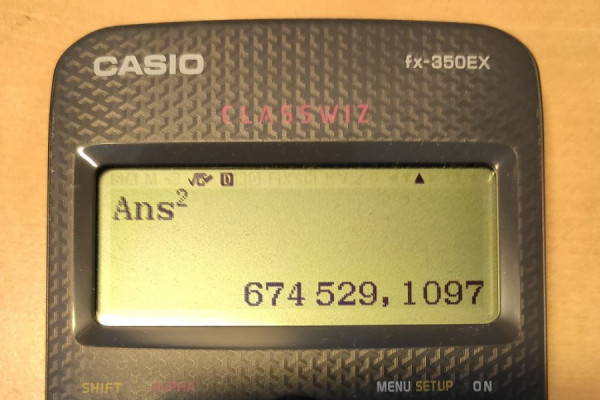 CASIO fx-350EX
CLASSWIZ
√▱ D ▲
Ans²
674 529, 1097
SHIFT ALPHA MENU SETUP ON